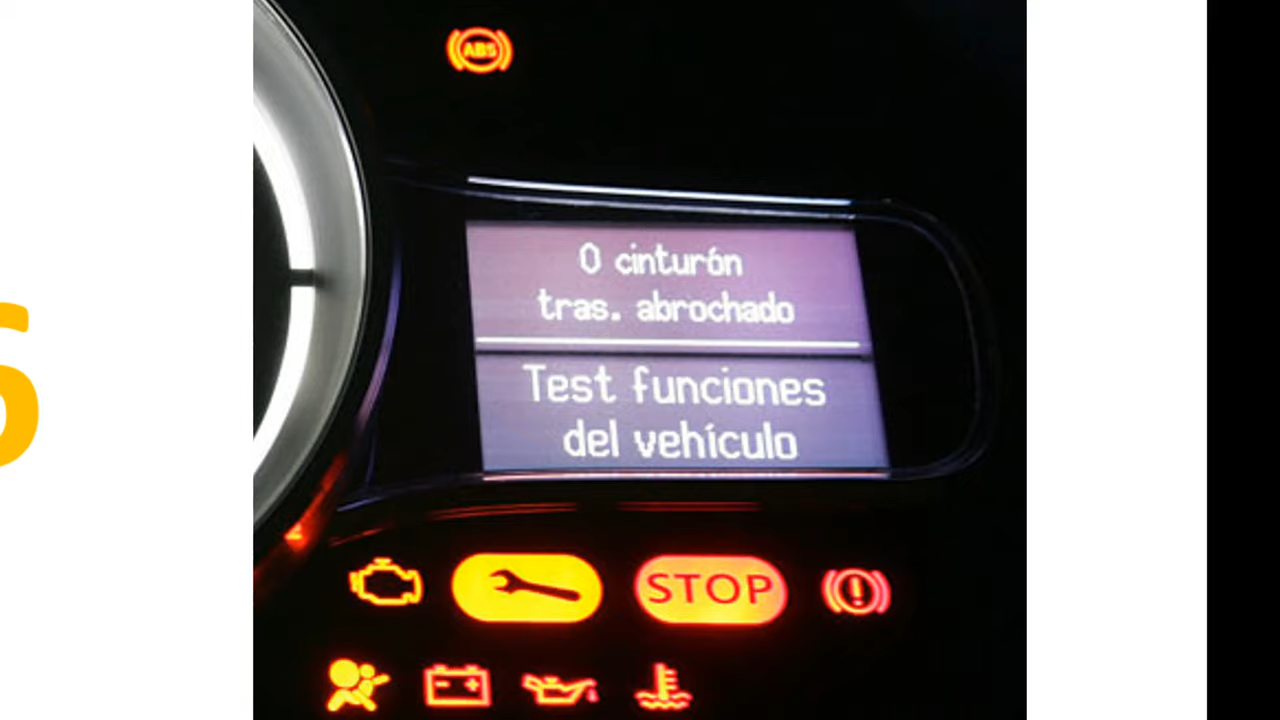 ABS
0 cinturón
tras. abrochado
Test funciones
del vehículo
STOP